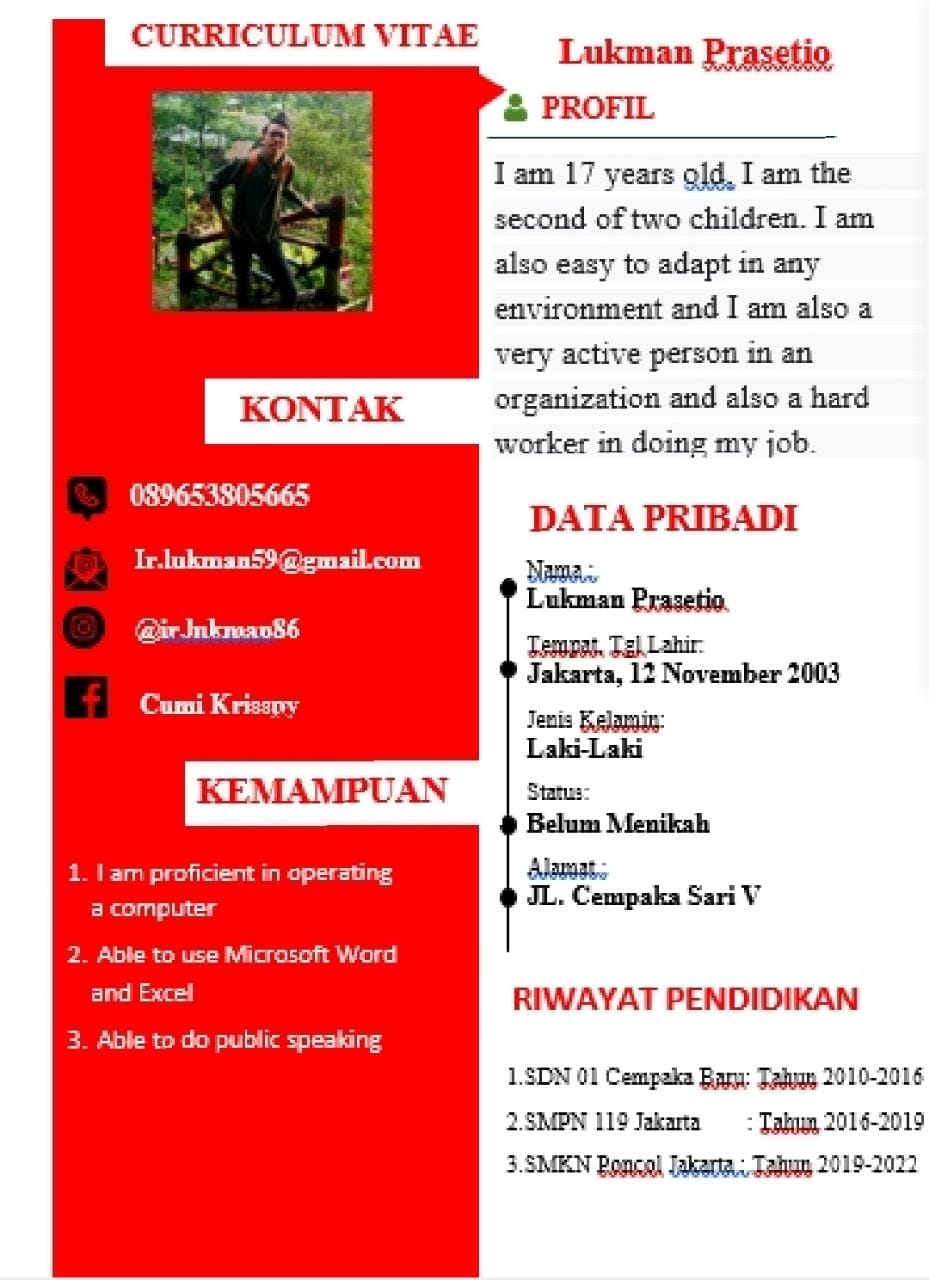 CURRICULUM VITAE
KONTAK
089653805665
Ir.lukman59@gmail.com
@ir.lukman86
Cumi Krisspy
KEMAMPUAN
1. I am proficient in operating
a computer
2. Able to use Microsoft Word
and Excel
3. Able to do public speaking
Lukman Prasetio
PROFIL
I am 17 years old. I am the
second of two children. I am
also easy to adapt in any
environment and I am also a
very active person in an
organization and also a hard
worker in doing my job.
DATA PRIBADI
Nama :
Lukman Prasetio
Tempat, Tgl Lahir:
Jakarta, 12 November 2003
Jenis Kelamin:
Laki-Laki
Status:
Belum Menikah
Alamat :
JL. Cempaka Sari V
RIWAYAT PENDIDIKAN
1.SDN 01 Cempaka Baru: Tahun 2010-2016
2.SMPN 119 Jakarta : Tahun 2016-2019
3.SMKN Poncol Jakarta : Tahun 2019-2022